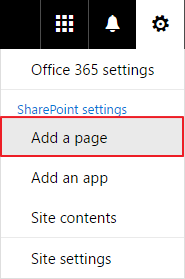 Office 365 settings
SharePoint settings
Add a page
Add an app
Site contents
Site settings